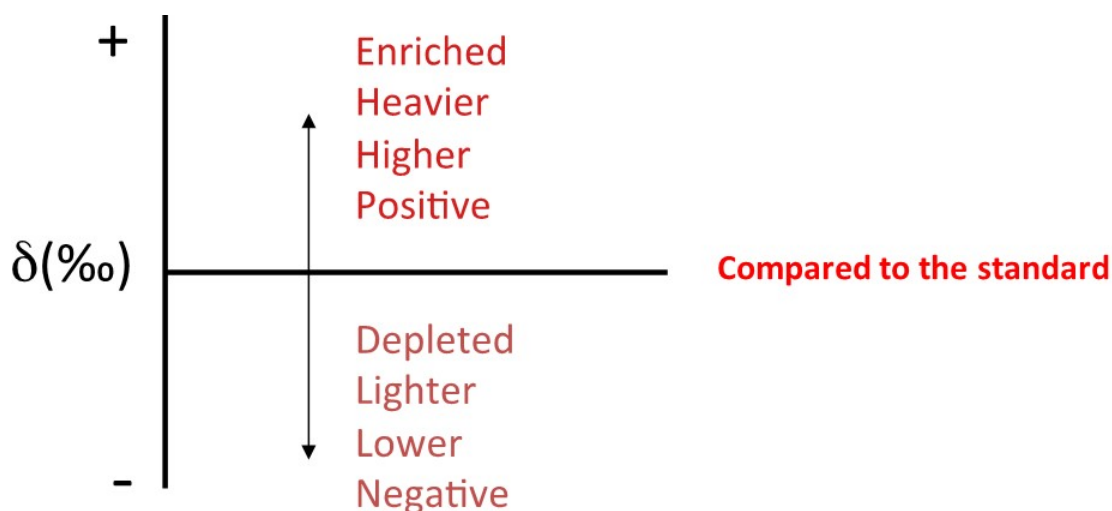 +
Enriched
Heavier
Higher
Positive
δ(‰)
Compared to the standard
Depleted
Lighter
Lower
Negative
-